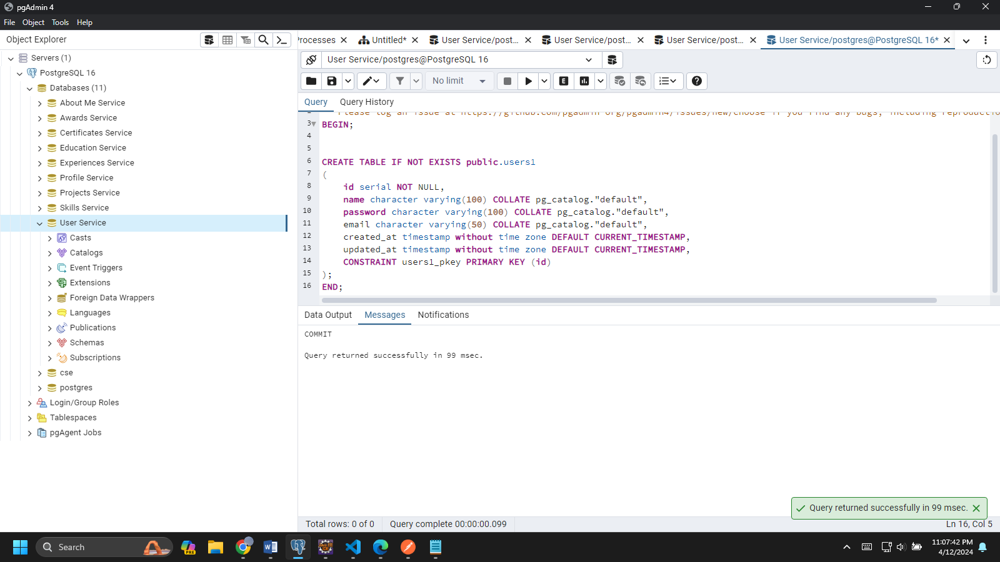 pgAdmin 4
File Object Tools Help
Object Explorer
Processes
Untitled*
User Service/post...
User Service/post...
User Service/post...
User Service/postgres@PostgreSQL 16*
Servers (1)
PostgreSQL 16
Databases (11)
About Me Service
Awards Service
Certificates Service
Education Service
Experiences Service
Profile Service
Projects Service
Skills Service
User Service
Casts
Catalogs
Event Triggers
Extensions
Foreign Data Wrappers
Languages
Publications
Schemas
Subscriptions
cse
postgres
Login/Group Roles
Tablespaces
pgAgent Jobs
User Service/postgres@PostgreSQL 16
No limit
E
Query Query History
Please log an issue at https://github.com/pgadmin-org/pgadmin4/issues/new/choose if you find any bugs, including reproductio
3 BEGIN;
4
5
6 CREATE TABLE IF NOT EXISTS public.users1
7 (
8 id serial NOT NULL,
9 name character varying(100) COLLATE pg_catalog."default",
10 password character varying(100) COLLATE pg_catalog."default",
11 email character varying(50) COLLATE pg_catalog."default",
12 created_at timestamp without time zone DEFAULT CURRENT_TIMESTAMP,
13 updated_at timestamp without time zone DEFAULT CURRENT_TIMESTAMP,
14 CONSTRAINT users1_pkey PRIMARY KEY (id)
15 );
16 END;
Data Output Messages Notifications
COMMIT
Query returned successfully in 99 msec.
Query returned successfully in 99 msec.
Total rows: 0 of 0 Query complete 00:00:00.099 Ln 16, Col 5
Search
PRE
11:07:42 PM
4/12/2024